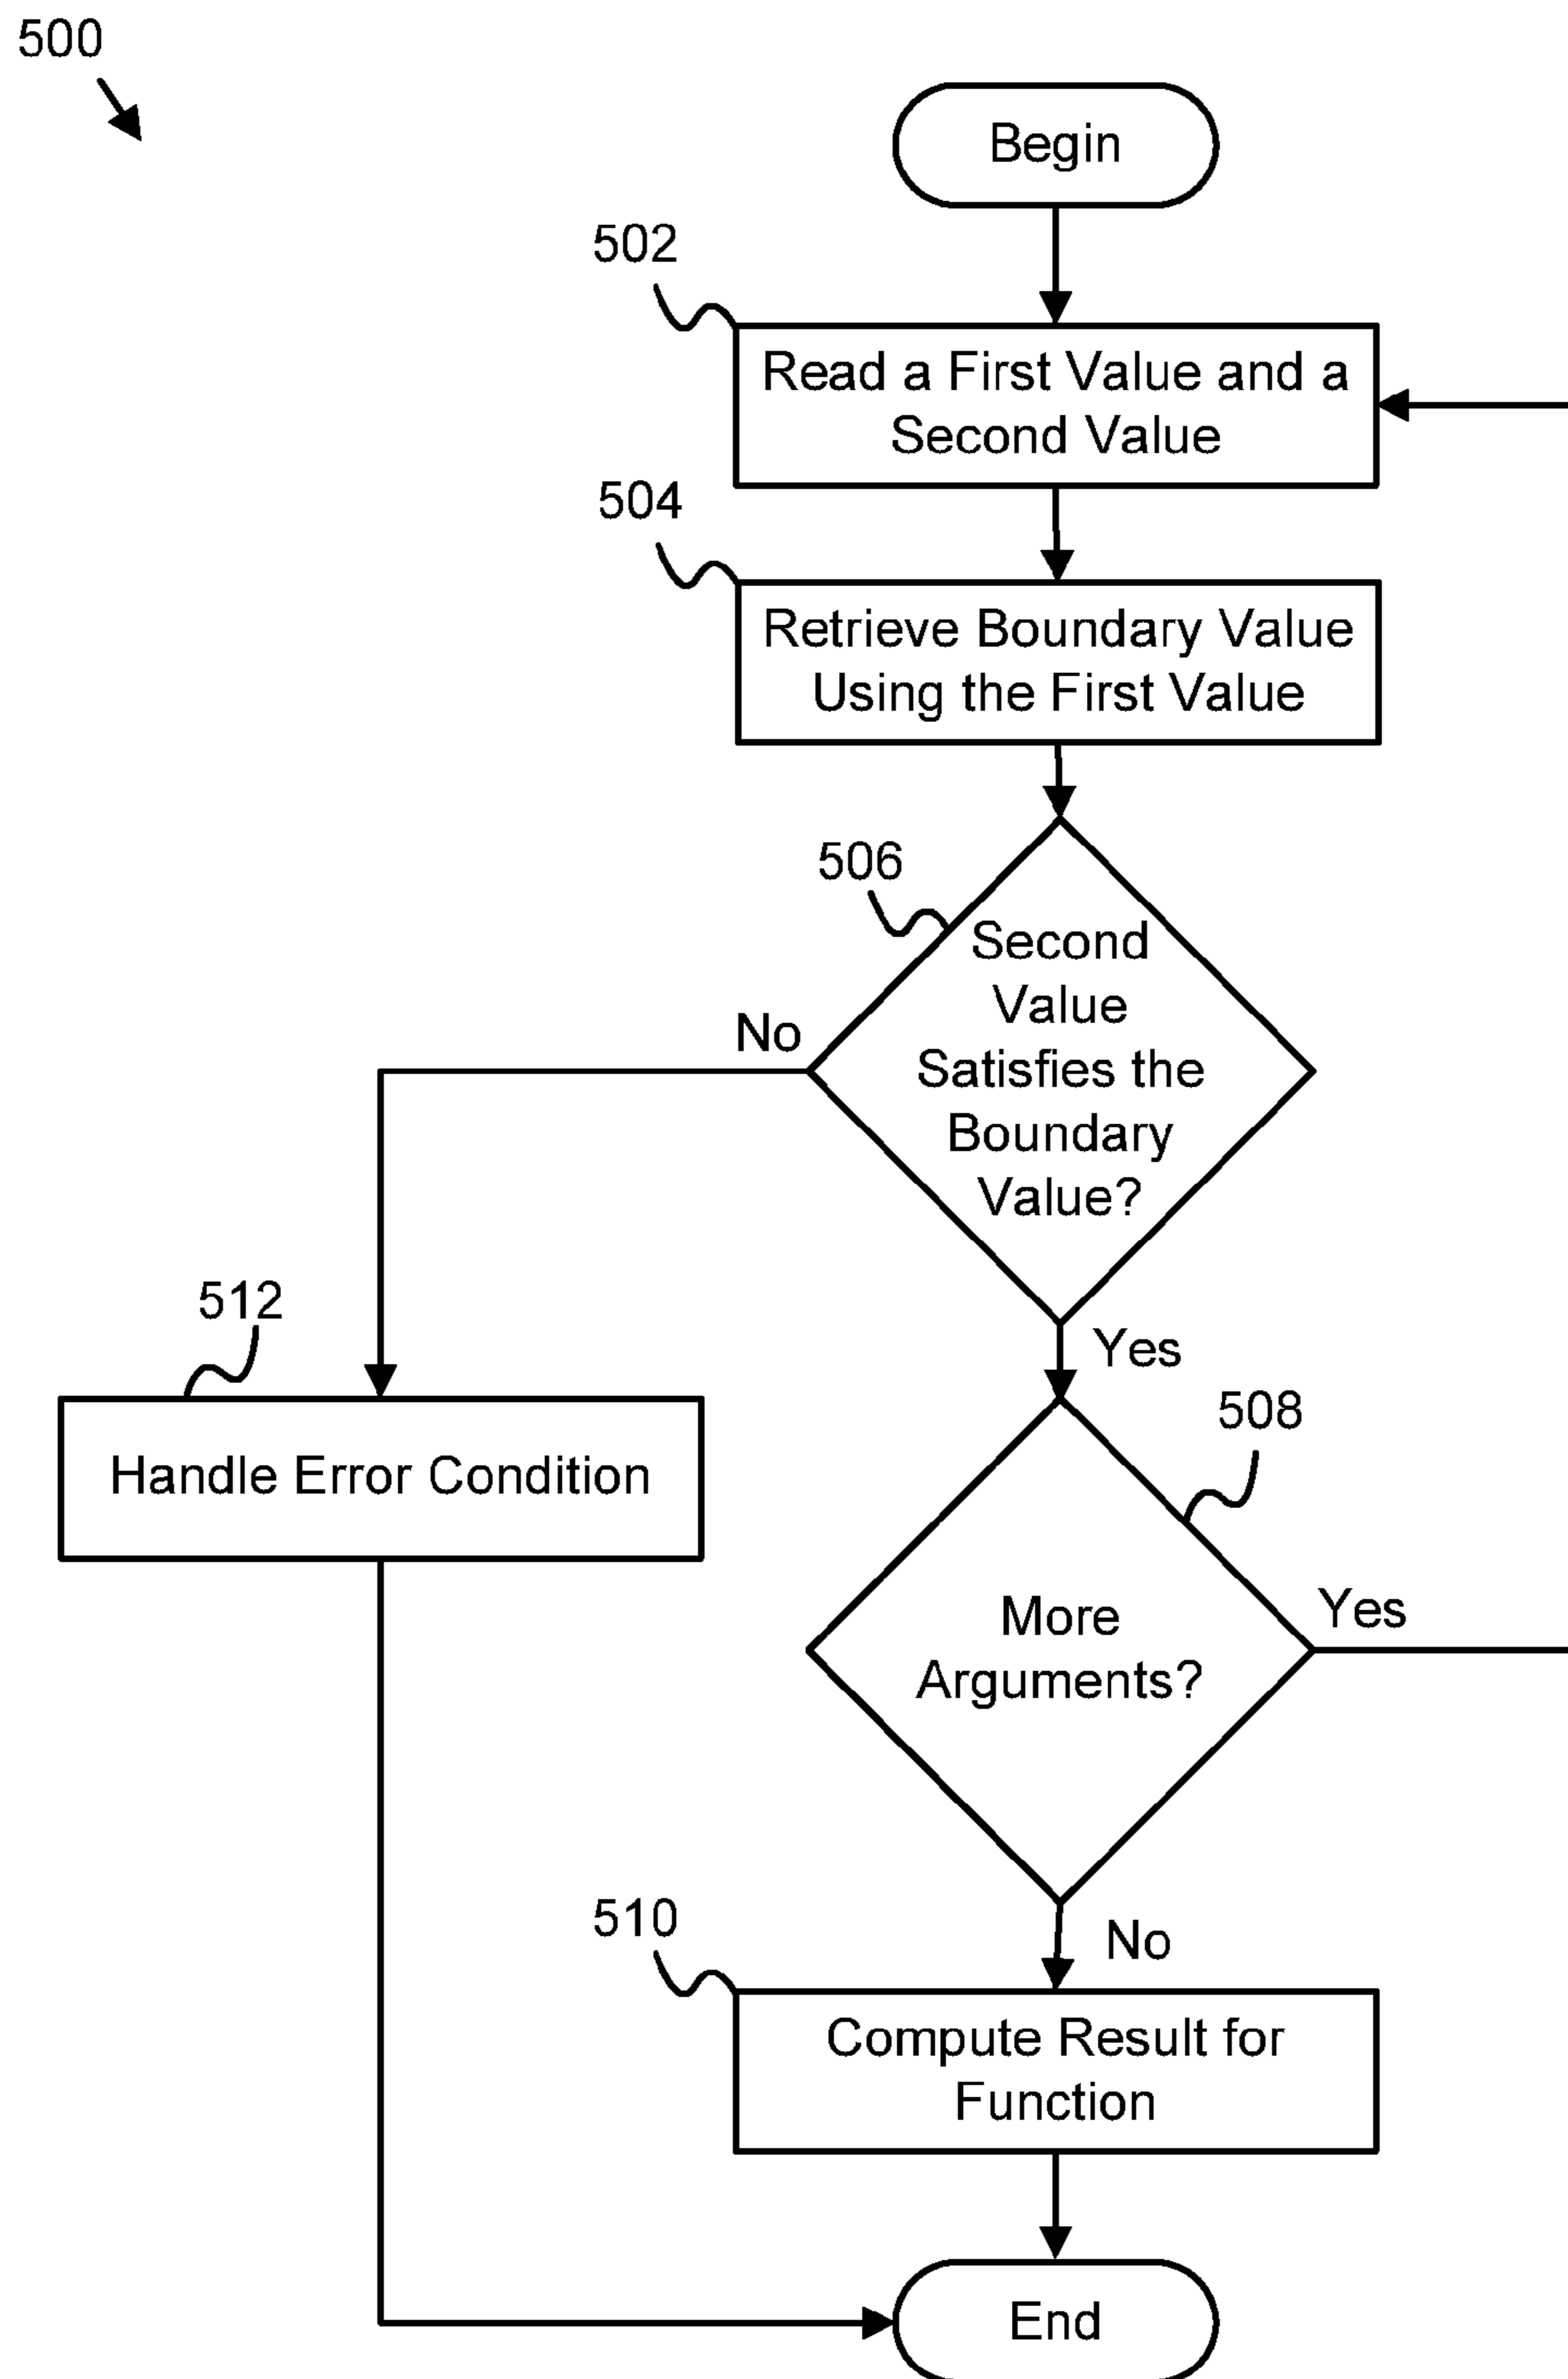 500
Begin
502
Read a First Value and a
Second Value
504
Retrieve Boundary Value
Using the First Value
506
Second
Value
Satisfies the
Boundary
Value?
No
Yes
512
Handle Error Condition
508
More
Arguments?
Yes
No
510
Compute Result for
Function
End